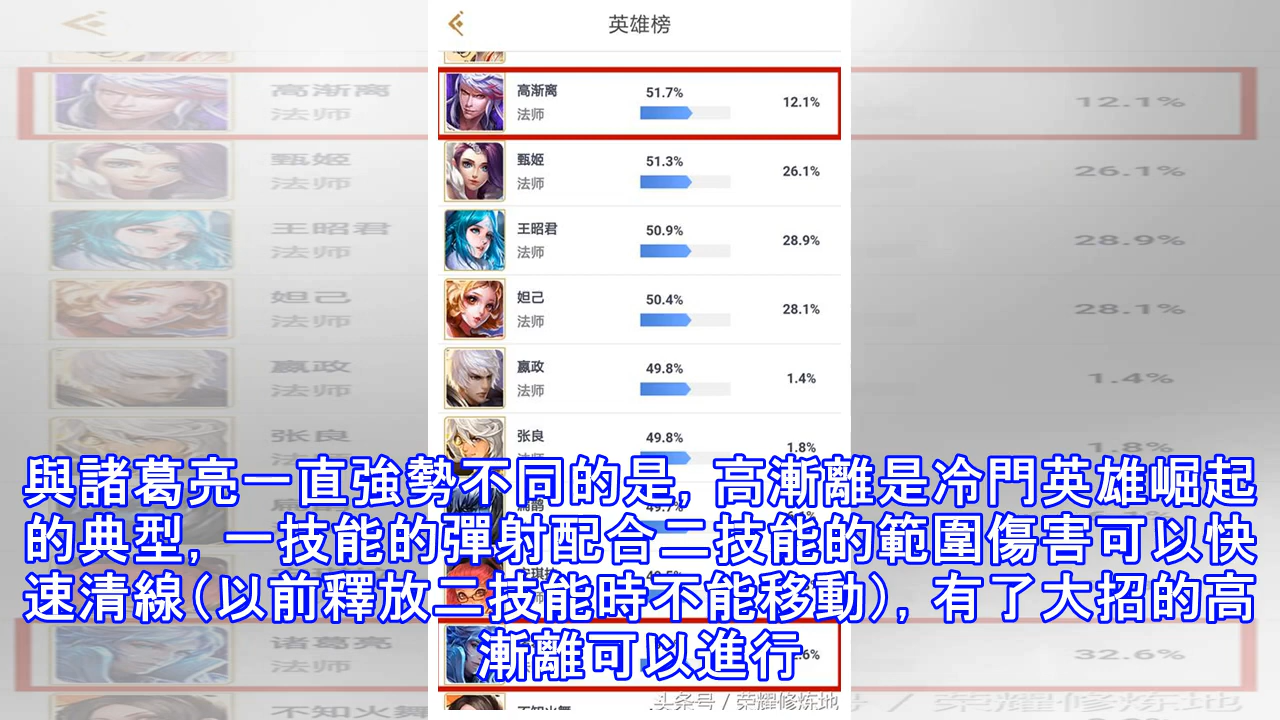 英雄榜
高渐离 51.7% 12.1%
法师
甄姬 51.3% 26.1%
法师
王昭君 50.9% 28.9%
法师
妲己 50.4% 28.1%
法师
嬴政 49.8% 1.4%
法师
张良 49.8% 1.8%
與諸葛亮一直強勢不同的是, 高漸離是冷門英雄崛起
的典型, 一技能的彈射配合二技能的範圍傷害可以快
速清線(以前釋放二技能時不能移動), 有了大招的高
漸離可以進行
诸葛亮 32.6%
法师
不知火舞
头条号 / 荣耀修炼地